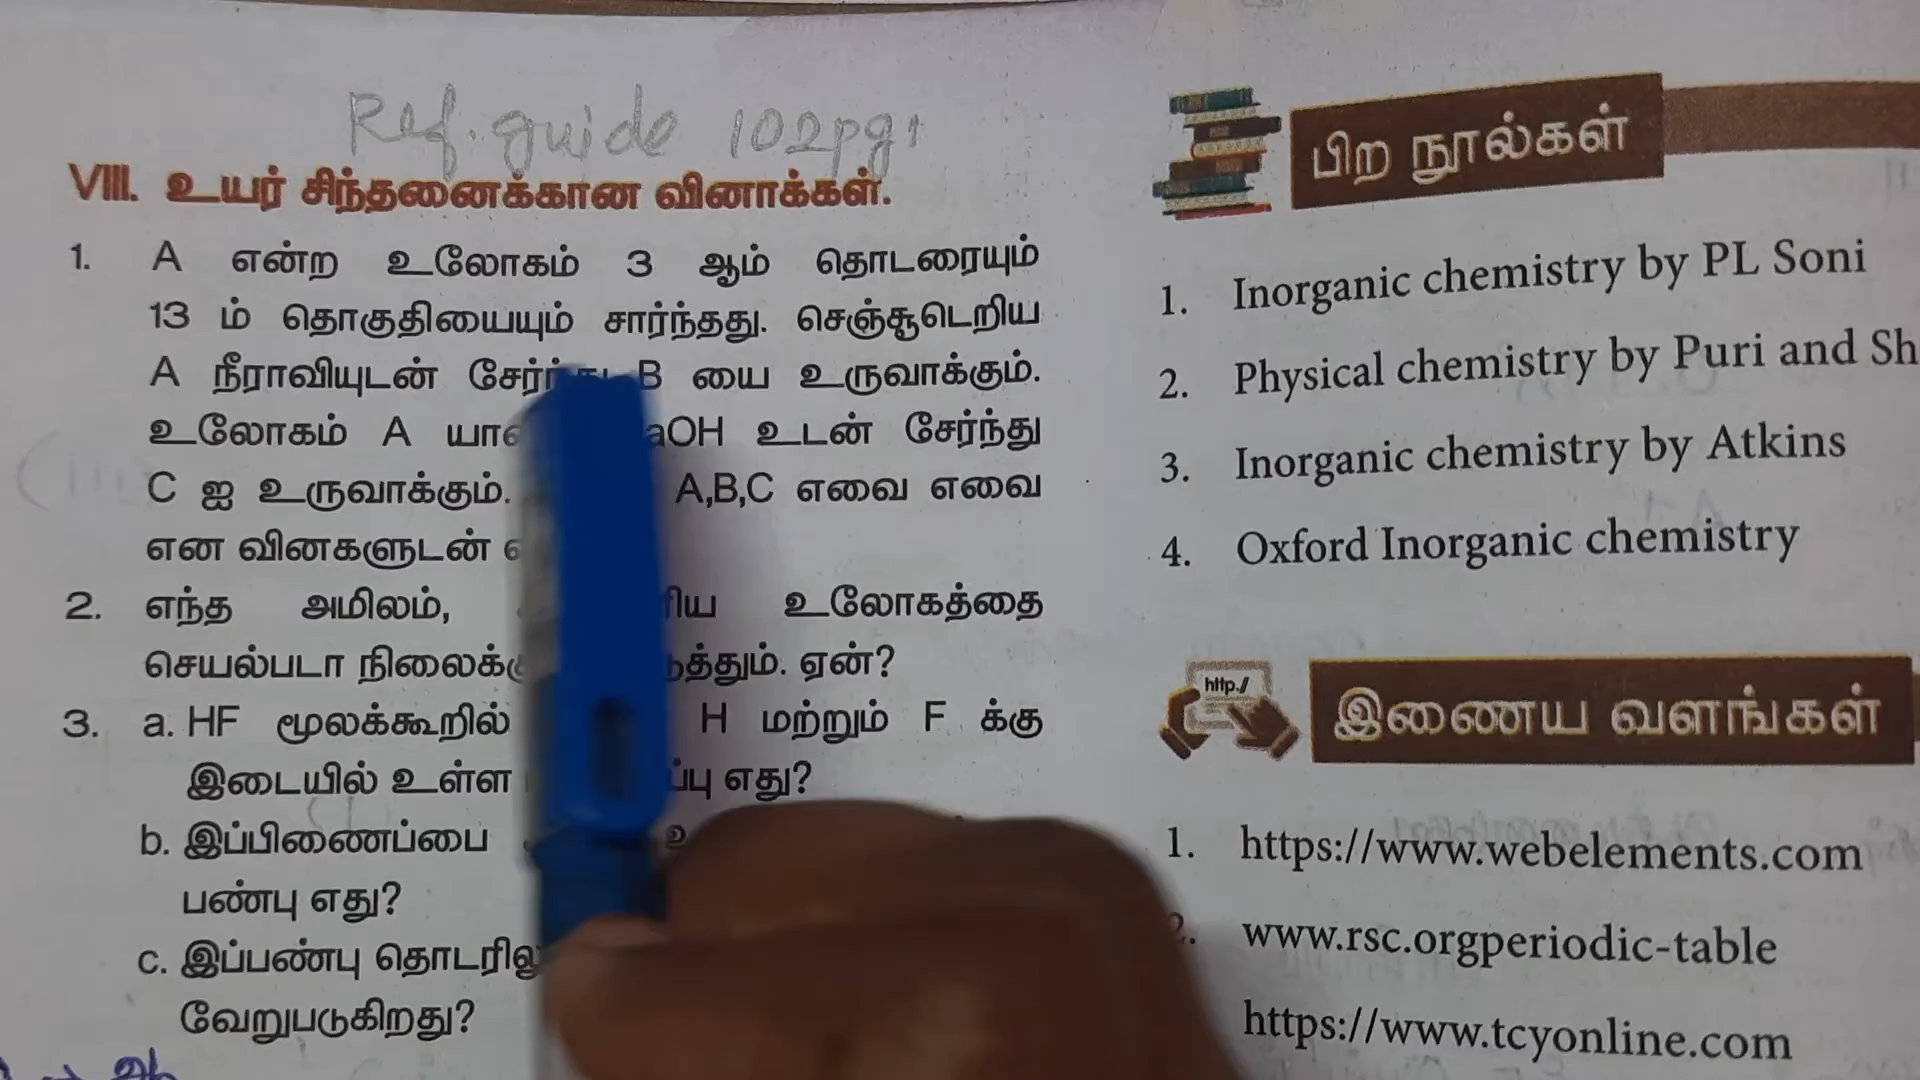 Ref. guide 102pg
VIII. உயர் சிந்தனைக்கான வினாக்கள்.
1. A என்ற உலோகம் 3 ஆம் தொடரையும்
13 ம் தொகுதியையும் சார்ந்தது. செஞ்சூடெறிய
A நீராவியுடன் B யை உருவாக்கும்.
உலோகம் A உடன் சேர்ந்து
C ஐ உருவாக்கும். A,B,C எவை எவை
என வினகளுடன்
2. எந்த அமிலம், உலோகத்தை
செயல்படா ஏன்?
3. a. HF மூலக்கூறில் H மற்றும் F க்கு
இடையில் உள்ள எது?
b. இப்பிணைப்பை
பண்பு எது?
c. இப்பண்பு
வேறுபடுகிறது?
பிற நூல்கள்
1. Inorganic chemistry by PL Soni
2. Physical chemistry by Puri and
3. Inorganic chemistry by Atkins
4. Oxford Inorganic chemistry
http://
இணைய வளங்கள்
1. https://www.webelements.com
2. www.rsc.orgperiodic-table
https://www.tcyonline.com